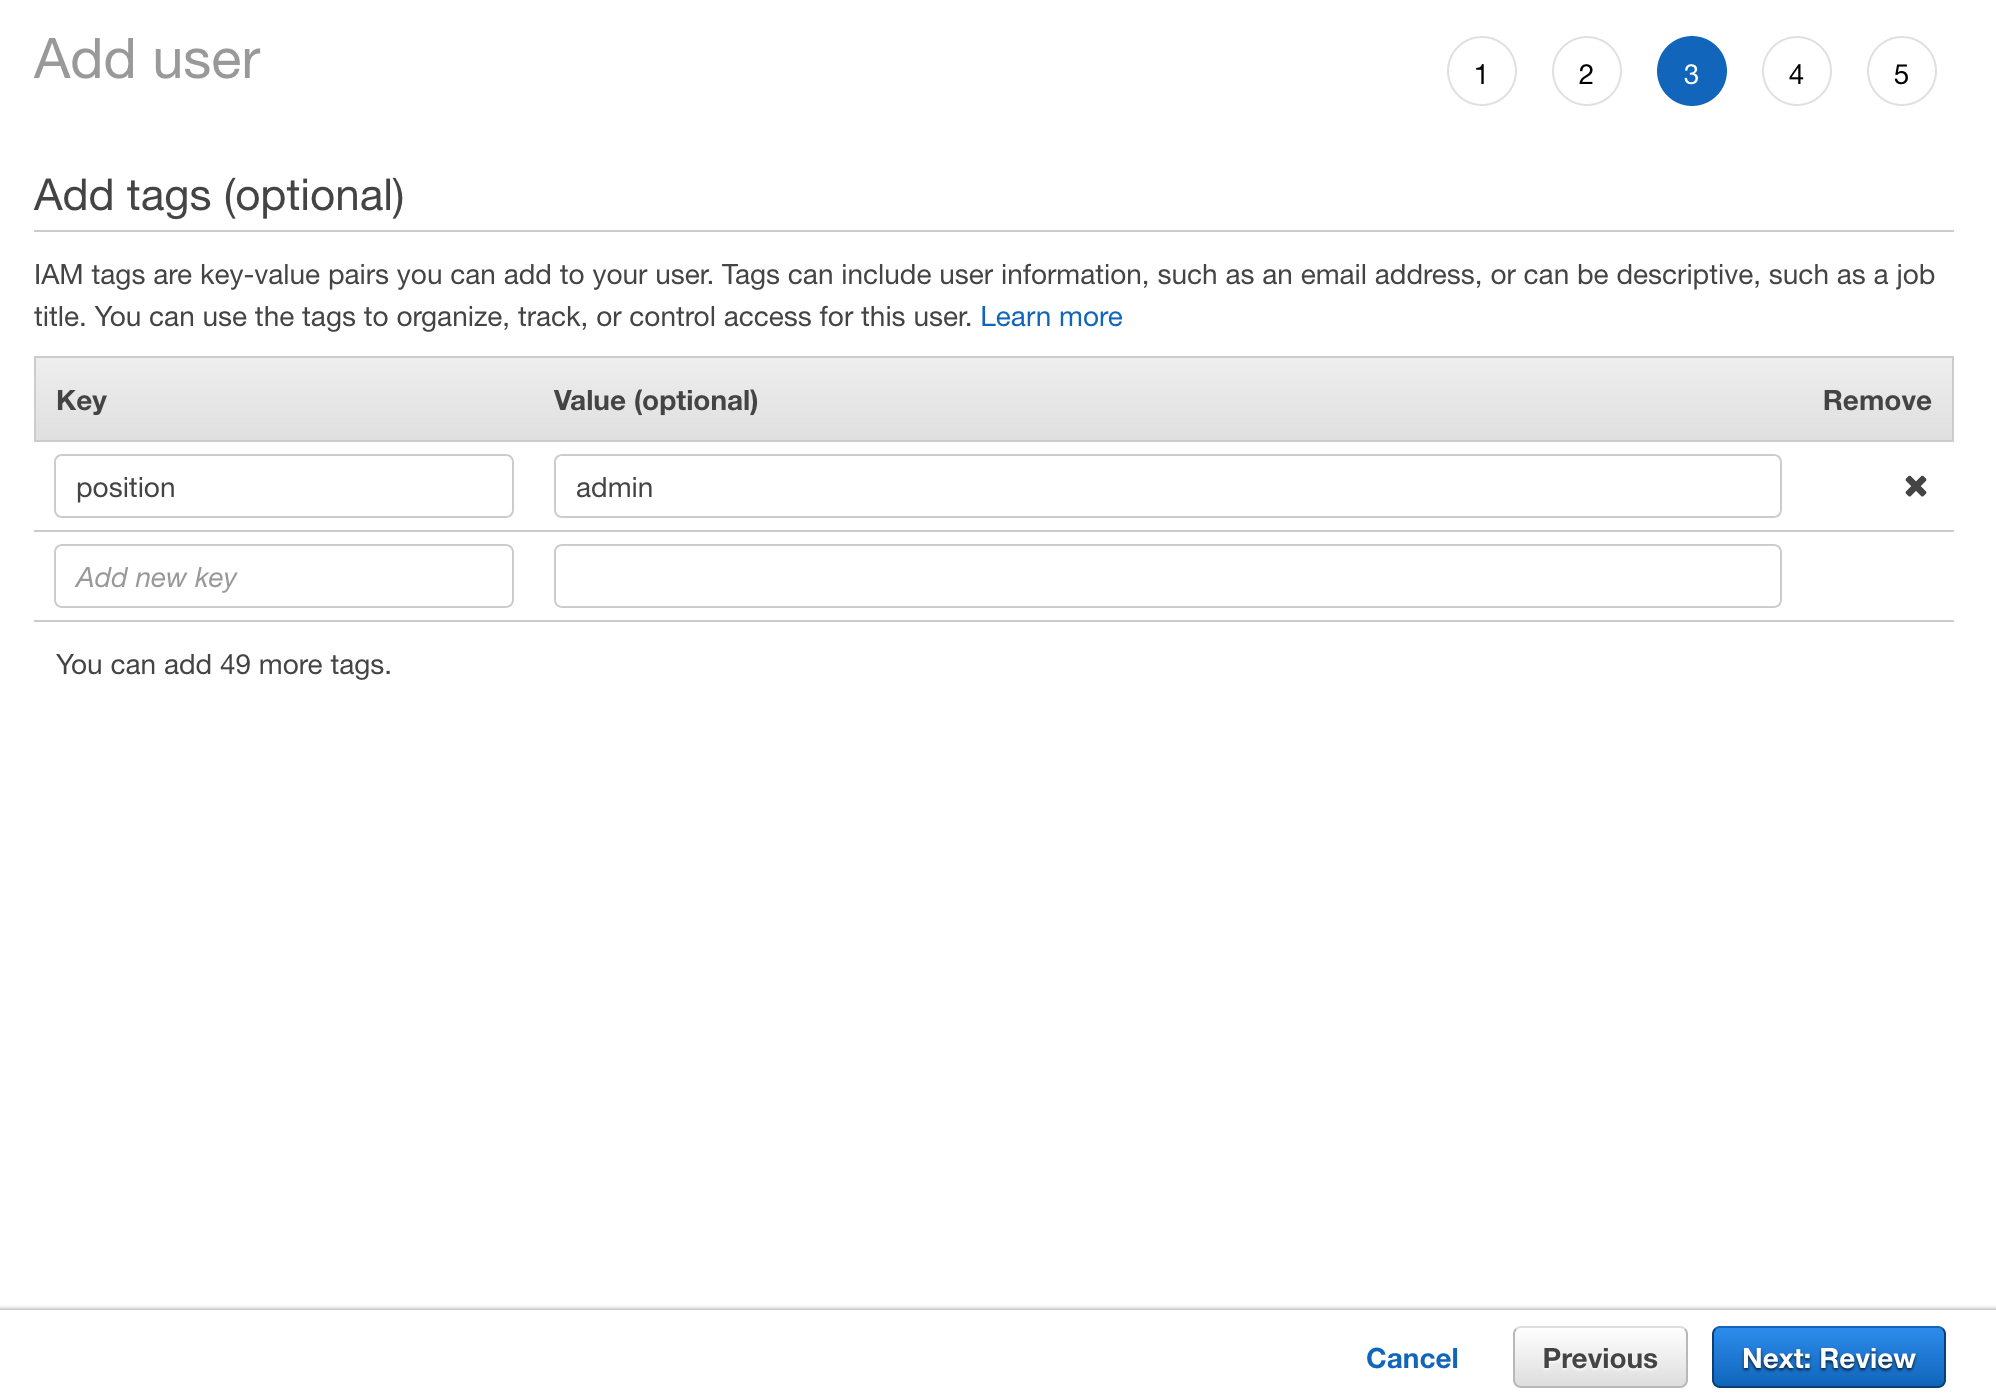 Add user
1 2 3 4 5
Add tags (optional)
IAM tags are key-value pairs you can add to your user. Tags can include user information, such as an email address, or can be descriptive, such as a job
title. You can use the tags to organize, track, or control access for this user. Learn more
Key Value (optional) Remove
position admin
Add new key
You can add 49 more tags.
Cancel Previous Next: Review